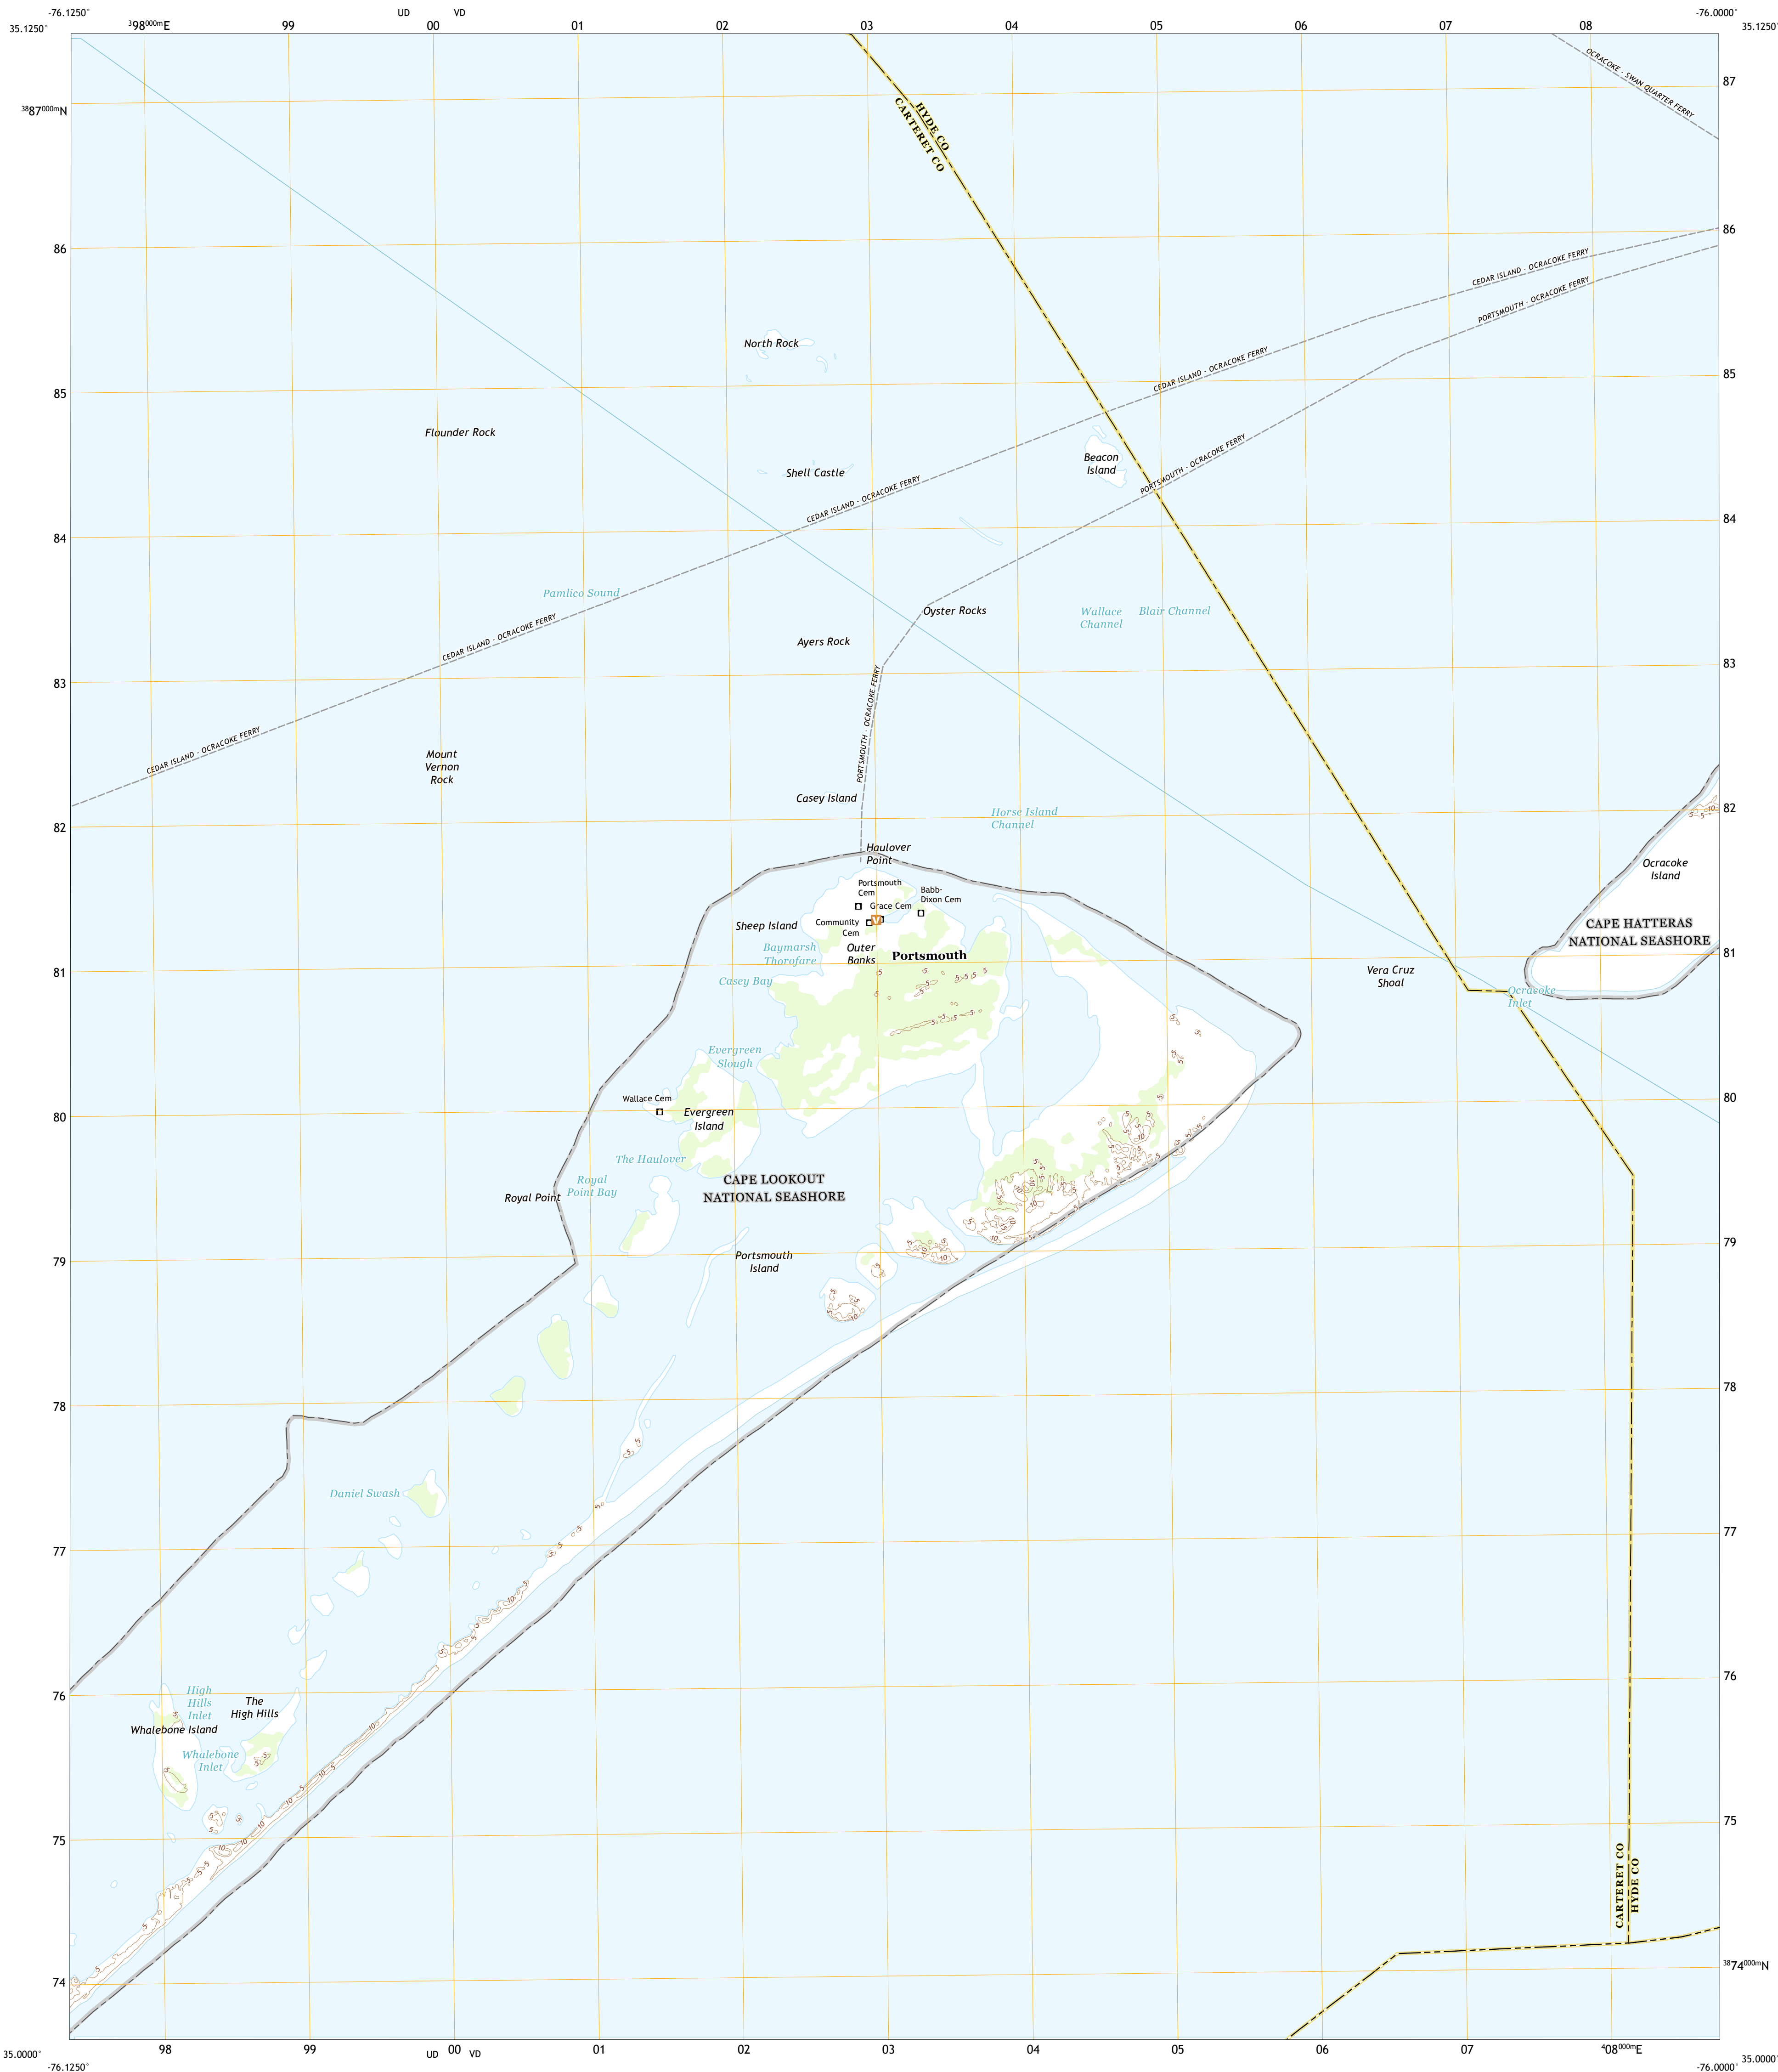 -76.1250°
UD
VD
-76.0000°
35.1250°
398000mE
99
00
01
02
03
04
05
06
07
08
35.1250°
OCRACOKE - SWAN QUARTER FERRY
87
3887000mN
HYDE CO
CARTERET CO
86
86
CEDAR ISLAND - OCRACOKE FERRY
PORTSMOUTH - OCRACOKE FERRY
North Rock
CEDAR ISLAND - OCRACOKE FERRY
85
85
Flounder Rock
PORTSMOUTH - OCRACOKE FERRY
Beacon
Island
Shell Castle
CEDAR ISLAND - OCRACOKE FERRY
84
84
Pamlico Sound
Oyster Rocks
Wallace
Channel
Blair Channel
CEDAR ISLAND - OCRACOKE FERRY
Ayers Rock
83
83
PORTSMOUTH - OCRACOKE FERRY
CEDAR ISLAND - OCRACOKE FERRY
Mount
Vernon
Rock
Casey Island
Horse Island
Channel
82
82
5
5
10
Haulover
Point
Ocracoke
Island
Portsmouth
Cem
Babb-
Dixon Cem
Grace Cem
V
Community
Cem
Sheep Island
CAPE HATTERAS
NATIONAL SEASHORE
Baymarsh
Thorofare
Outer
Banks
Portsmouth
81
81
Casey Bay
Vera Cruz
Shoal
Ocracoke
Inlet
Evergreen
Slough
Wallace Cem
Evergreen
Island
80
80
The Haulover
Royal
Point Bay
CAPE LOOKOUT
NATIONAL SEASHORE
Royal Point
79
79
Portsmouth
Island
78
78
Daniel Swash
77
77
High
Hills
Inlet
The
High Hills
76
76
Whalebone Island
Whalebone
Inlet
75
75
CARTERET CO
HYDE CO
74
3874000mN
35.0000°
-76.1250°
98
99
UD
00
VD
01
02
03
04
05
06
07
408000mE
35.0000°
-76.0000°